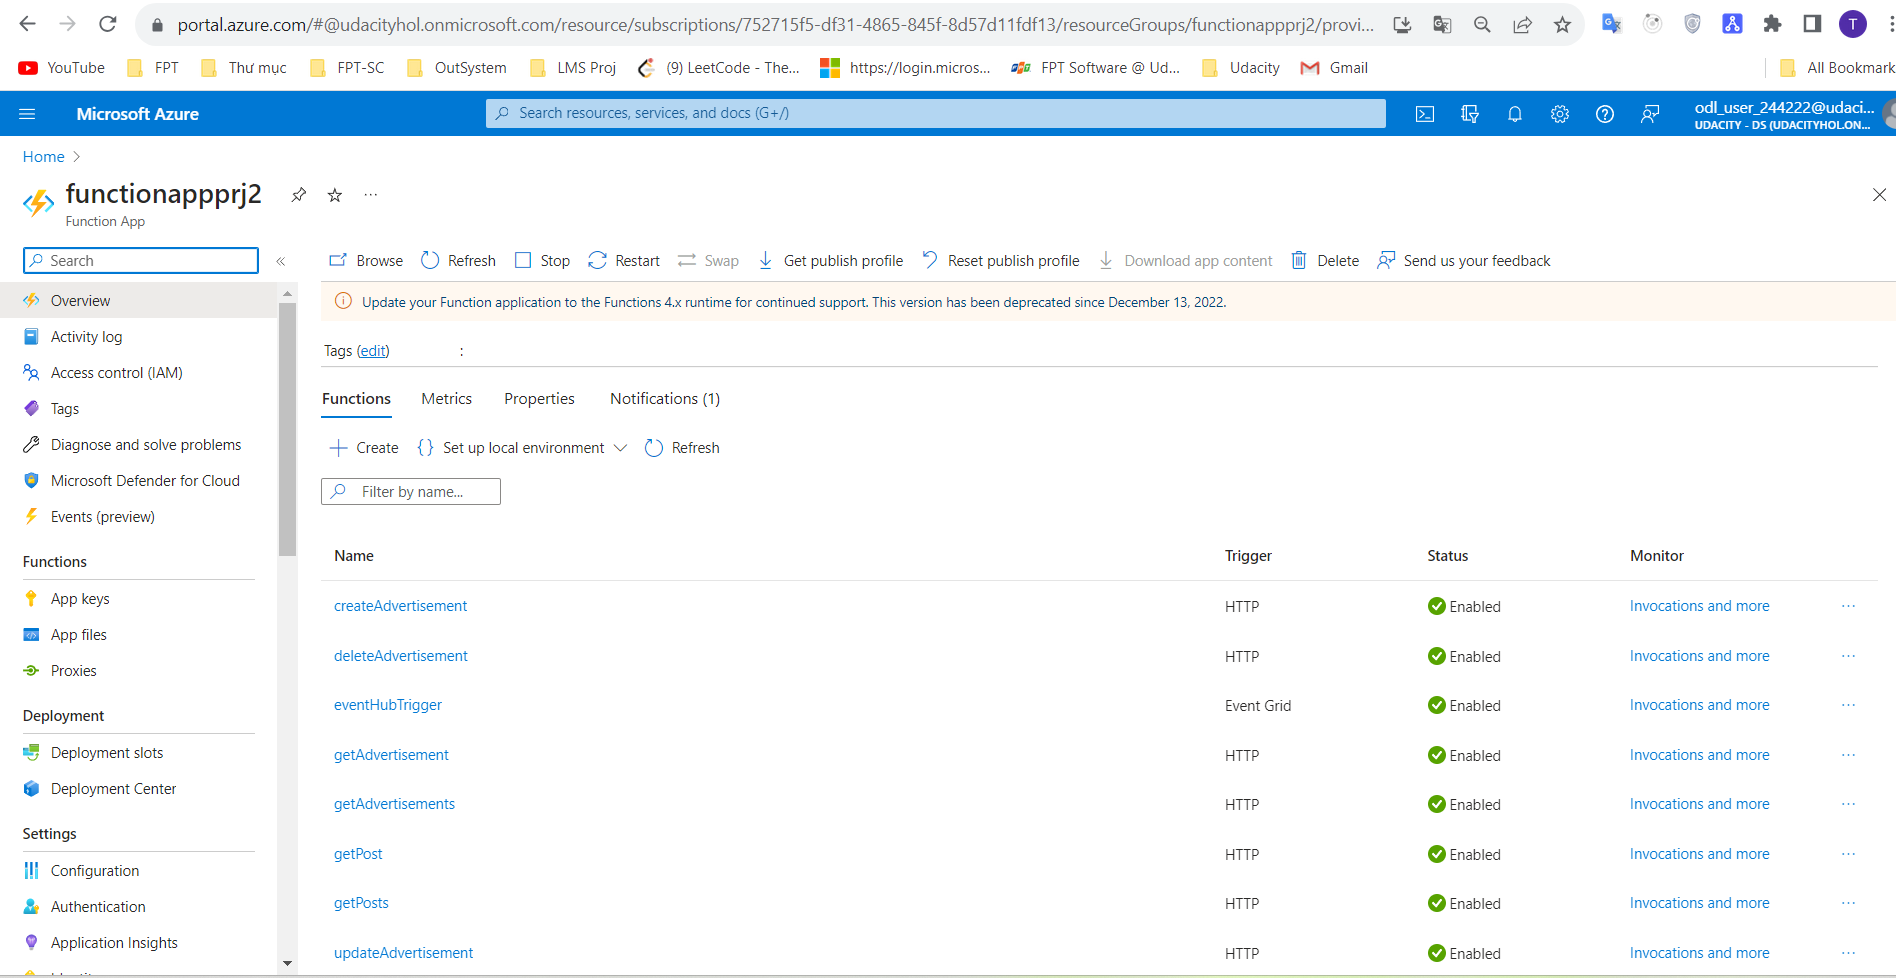 portal.azure.com/#@udacityhol.onmicrosoft.com/resource/subscriptions/752715f5-df31-4865-845f-8d57d11fdf13/resourceGroups/functionappprj2/provi...
T
YouTube FPT Thư mục FPT-SC OutSystem LMS Proj (9) LeetCode - The... https://login.micros... FPT Software @ Ud... Udacity Gmail All Bookmark
Microsoft Azure Search resources, services, and docs (G+/) odl_user_244222@udaci...
UDACITY - DS (UDACITYHOL.ON...
Home
functionappprj2 ...
Function App
Search « Browse Refresh Stop Restart Swap Get publish profile Reset publish profile Download app content Delete Send us your feedback
Overview
Update your Function application to the Functions 4.x runtime for continued support. This version has been deprecated since December 13, 2022.
Activity log
Tags (edit) :
Access control (IAM)
Functions Metrics Properties Notifications (1)
Tags
Diagnose and solve problems
Create {} Set up local environment Refresh
Microsoft Defender for Cloud
Filter by name...
Events (preview)
Functions
Name Trigger Status Monitor
App keys
createAdvertisement HTTP Enabled Invocations and more ...
App files
deleteAdvertisement HTTP Enabled Invocations and more ...
Proxies
eventHubTrigger Event Grid Enabled Invocations and more ...
Deployment
Deployment slots
getAdvertisement HTTP Enabled Invocations and more ...
Deployment Center
getAdvertisements HTTP Enabled Invocations and more ...
Settings
getPost HTTP Enabled Invocations and more ...
Configuration
getPosts HTTP Enabled Invocations and more ...
Authentication
Application Insights
updateAdvertisement HTTP Enabled Invocations and more ...